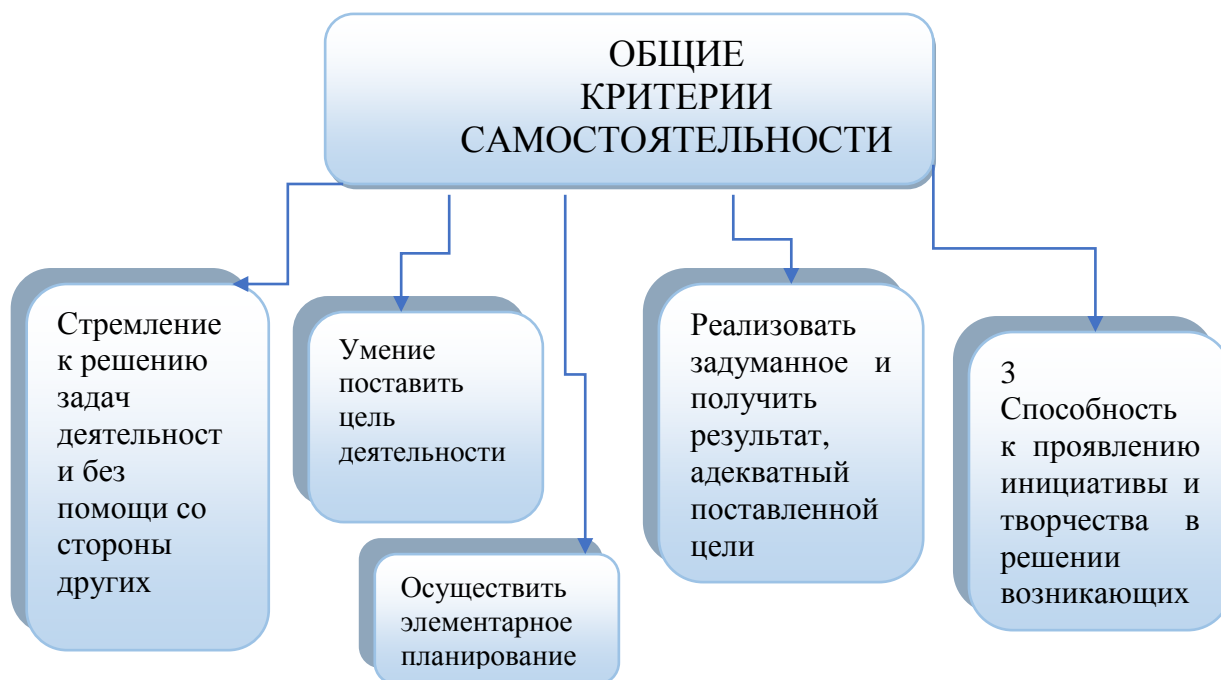 ОБЩИЕ
КРИТЕРИИ
САМОСТОЯТЕЛЬНОСТИ
Стремление
к решению
задач
деятельност
и без
помощи со
стороны
других
Умение
поставить
цель
деятельности
Осуществить
элементарное
планирование
Реализовать
задуманное и
получить
результат,
адекватный
поставленной
цели
3
Способность
к проявлению
инициативы и
творчества в
решении
возникающих